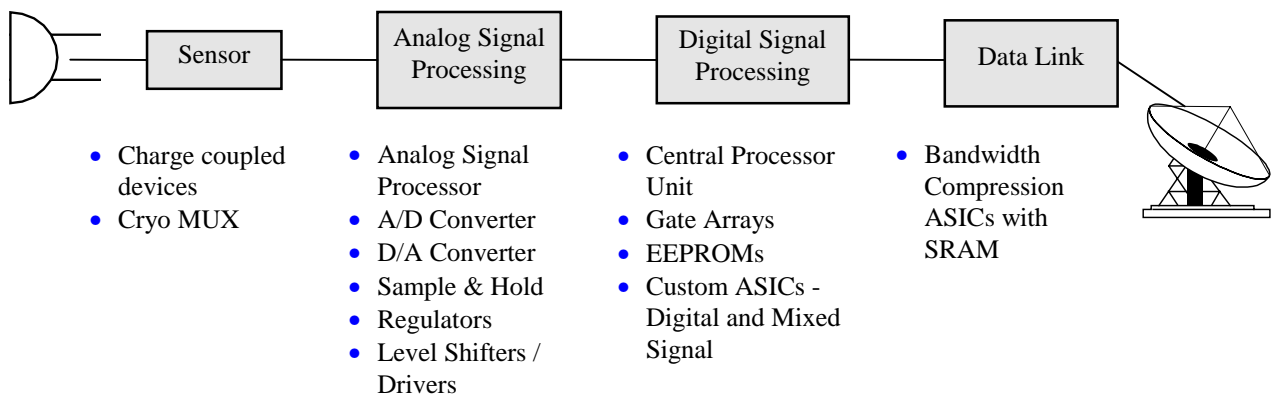 Sensor
Analog Signal
Processing
Digital Signal
Processing
Data Link
• Charge coupled
devices
• Cryo MUX
• Analog Signal
Processor
• A/D Converter
• D/A Converter
• Sample & Hold
• Regulators
• Level Shifters /
Drivers
• Central Processor
Unit
• Gate Arrays
• EEPROMs
• Custom ASICs -
Digital and Mixed
Signal
• Bandwidth
Compression
ASICs with
SRAM